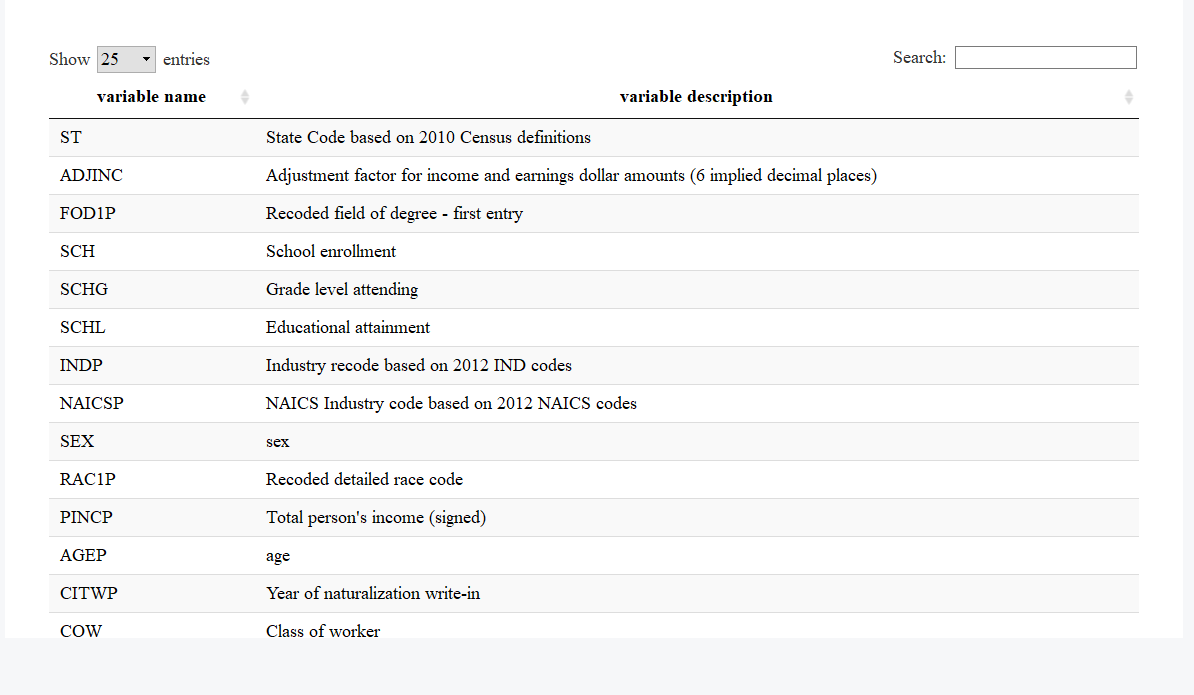 Show 25 entries Search:
variable name variable description
ST State Code based on 2010 Census definitions
ADJINC Adjustment factor for income and earnings dollar amounts (6 implied decimal places)
FOD1P Recoded field of degree - first entry
SCH School enrollment
SCHG Grade level attending
SCHL Educational attainment
INDP Industry recode based on 2012 IND codes
NAICSP NAICS Industry code based on 2012 NAICS codes
SEX sex
RAC1P Recoded detailed race code
PINCP Total person's income (signed)
AGEP age
CITWP Year of naturalization write-in
COW Class of worker